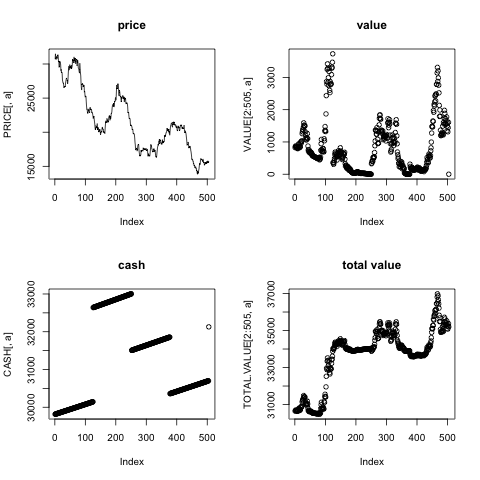 price
PRICE[, a]
15000 25000
0 100 200 300 400 500
Index
value
VALUE[2:505, a]
0 1000 2000 3000
0 100 200 300 400 500
Index
cash
CASH[, a]
30000 31000 32000 33000
0 100 200 300 400 500
Index
total value
TOTAL.VALUE[2:505, a]
31000 33000 35000 37000
0 100 200 300 400 500
Index